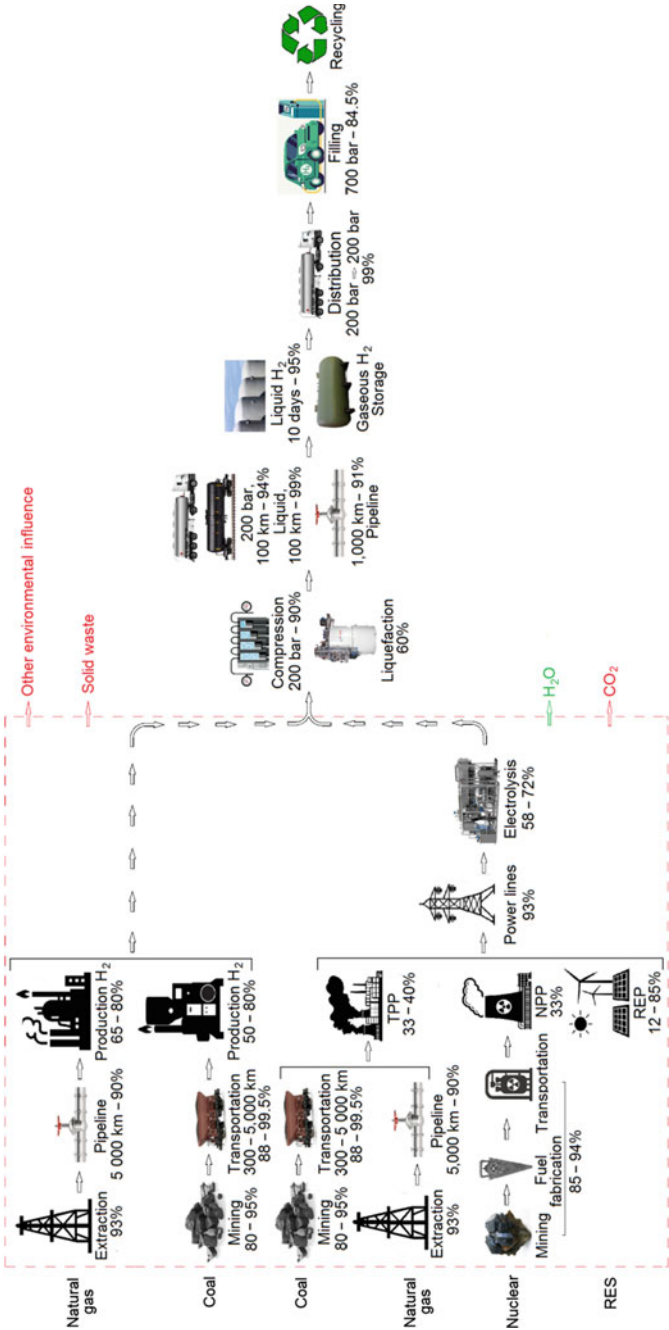 Natural
gas
Extraction
93%
Pipeline
5 000 km – 90%
Production H₂
65 – 80%
Coal
Mining
80 – 95%
Transportation
300 – 5,000 km
88 – 99.5%
Production H₂
50 – 80%
Coal
Mining
80 – 95%
Transportation
300 – 5,000 km
88 – 99.5%
Natural
gas
Extraction
93%
Pipeline
5,000 km – 90%
TPP
33 – 40%
Nuclear
Mining
Fuel
fabrication
Transportation
85 – 94%
NPP
33%
RES
REP
12 – 85%
Power lines
93%
Electrolysis
58 – 72%
Other environmental influence
Solid waste
H₂O
CO₂
Compression
200 bar – 90%
Liquefaction
60%
200 bar,
100 km – 94%
Liquid,
100 km – 99%
1,000 km – 91%
Pipeline
Liquid H₂
10 days – 95%
Gaseous H₂
Storage
Distribution
200 bar ⇨ 200 bar
99%
Filling
700 bar – 84.5%
Recycling